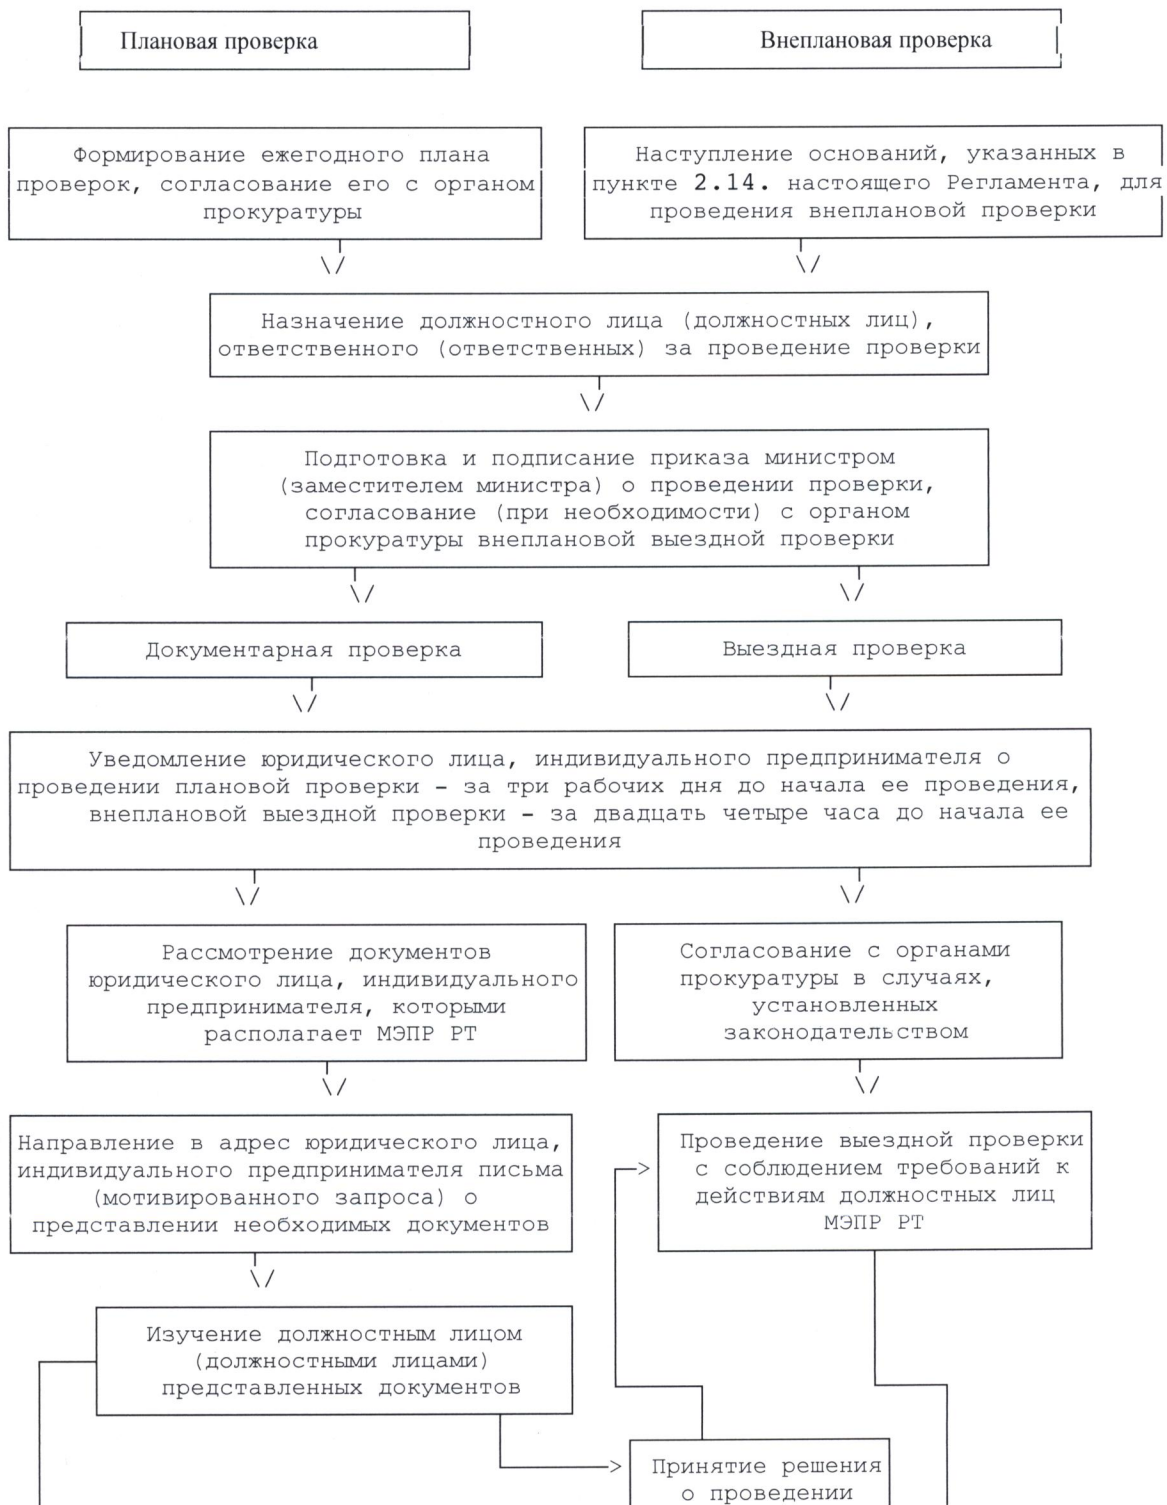 Плановая проверка
Внеплановая проверка
Формирование ежегодного плана
проверок, согласование его с органом
прокуратуры
Наступление оснований, указанных в
пункте 2.14. настоящего Регламента, для
проведения внеплановой проверки
Назначение должностного лица (должностных лиц),
ответственного (ответственных) за проведение проверки
Подготовка и подписание приказа министром
(заместителем министра) о проведении проверки,
согласование (при необходимости) с органом
прокуратуры внеплановой выездной проверки
Документарная проверка
Выездная проверка
Уведомление юридического лица, индивидуального предпринимателя о
проведении плановой проверки - за три рабочих дня до начала ее проведения,
внеплановой выездной проверки - за двадцать четыре часа до начала ее
проведения
Рассмотрение документов
юридического лица, индивидуального
предпринимателя, которыми
располагает МЭПР РТ
Согласование с органами
прокуратуры в случаях,
установленных
законодательством
Направление в адрес юридического лица,
индивидуального предпринимателя письма
(мотивированного запроса) о
представлении необходимых документов
Проведение выездной проверки
с соблюдением требований к
действиям должностных лиц
МЭПР РТ
Изучение должностным лицом
(должностными лицами)
представленных документов
Принятие решения
о проведении